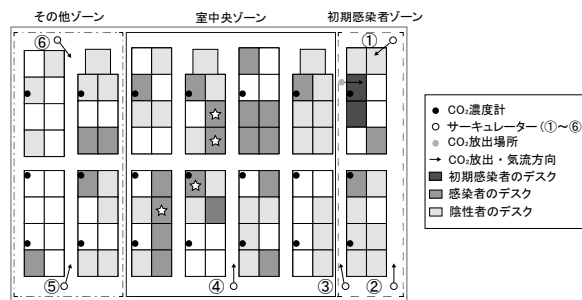 その他ゾーン 室中央ゾーン 初期感染者ゾーン
⑥ ①
● CO₂濃度計
○ サーキュレーター(①～⑥)
● CO₂放出場所
→ CO₂放出・気流方向
初期感染者のデスク
感染者のデスク
陰性者のデスク
⑤ ④ ③ ②